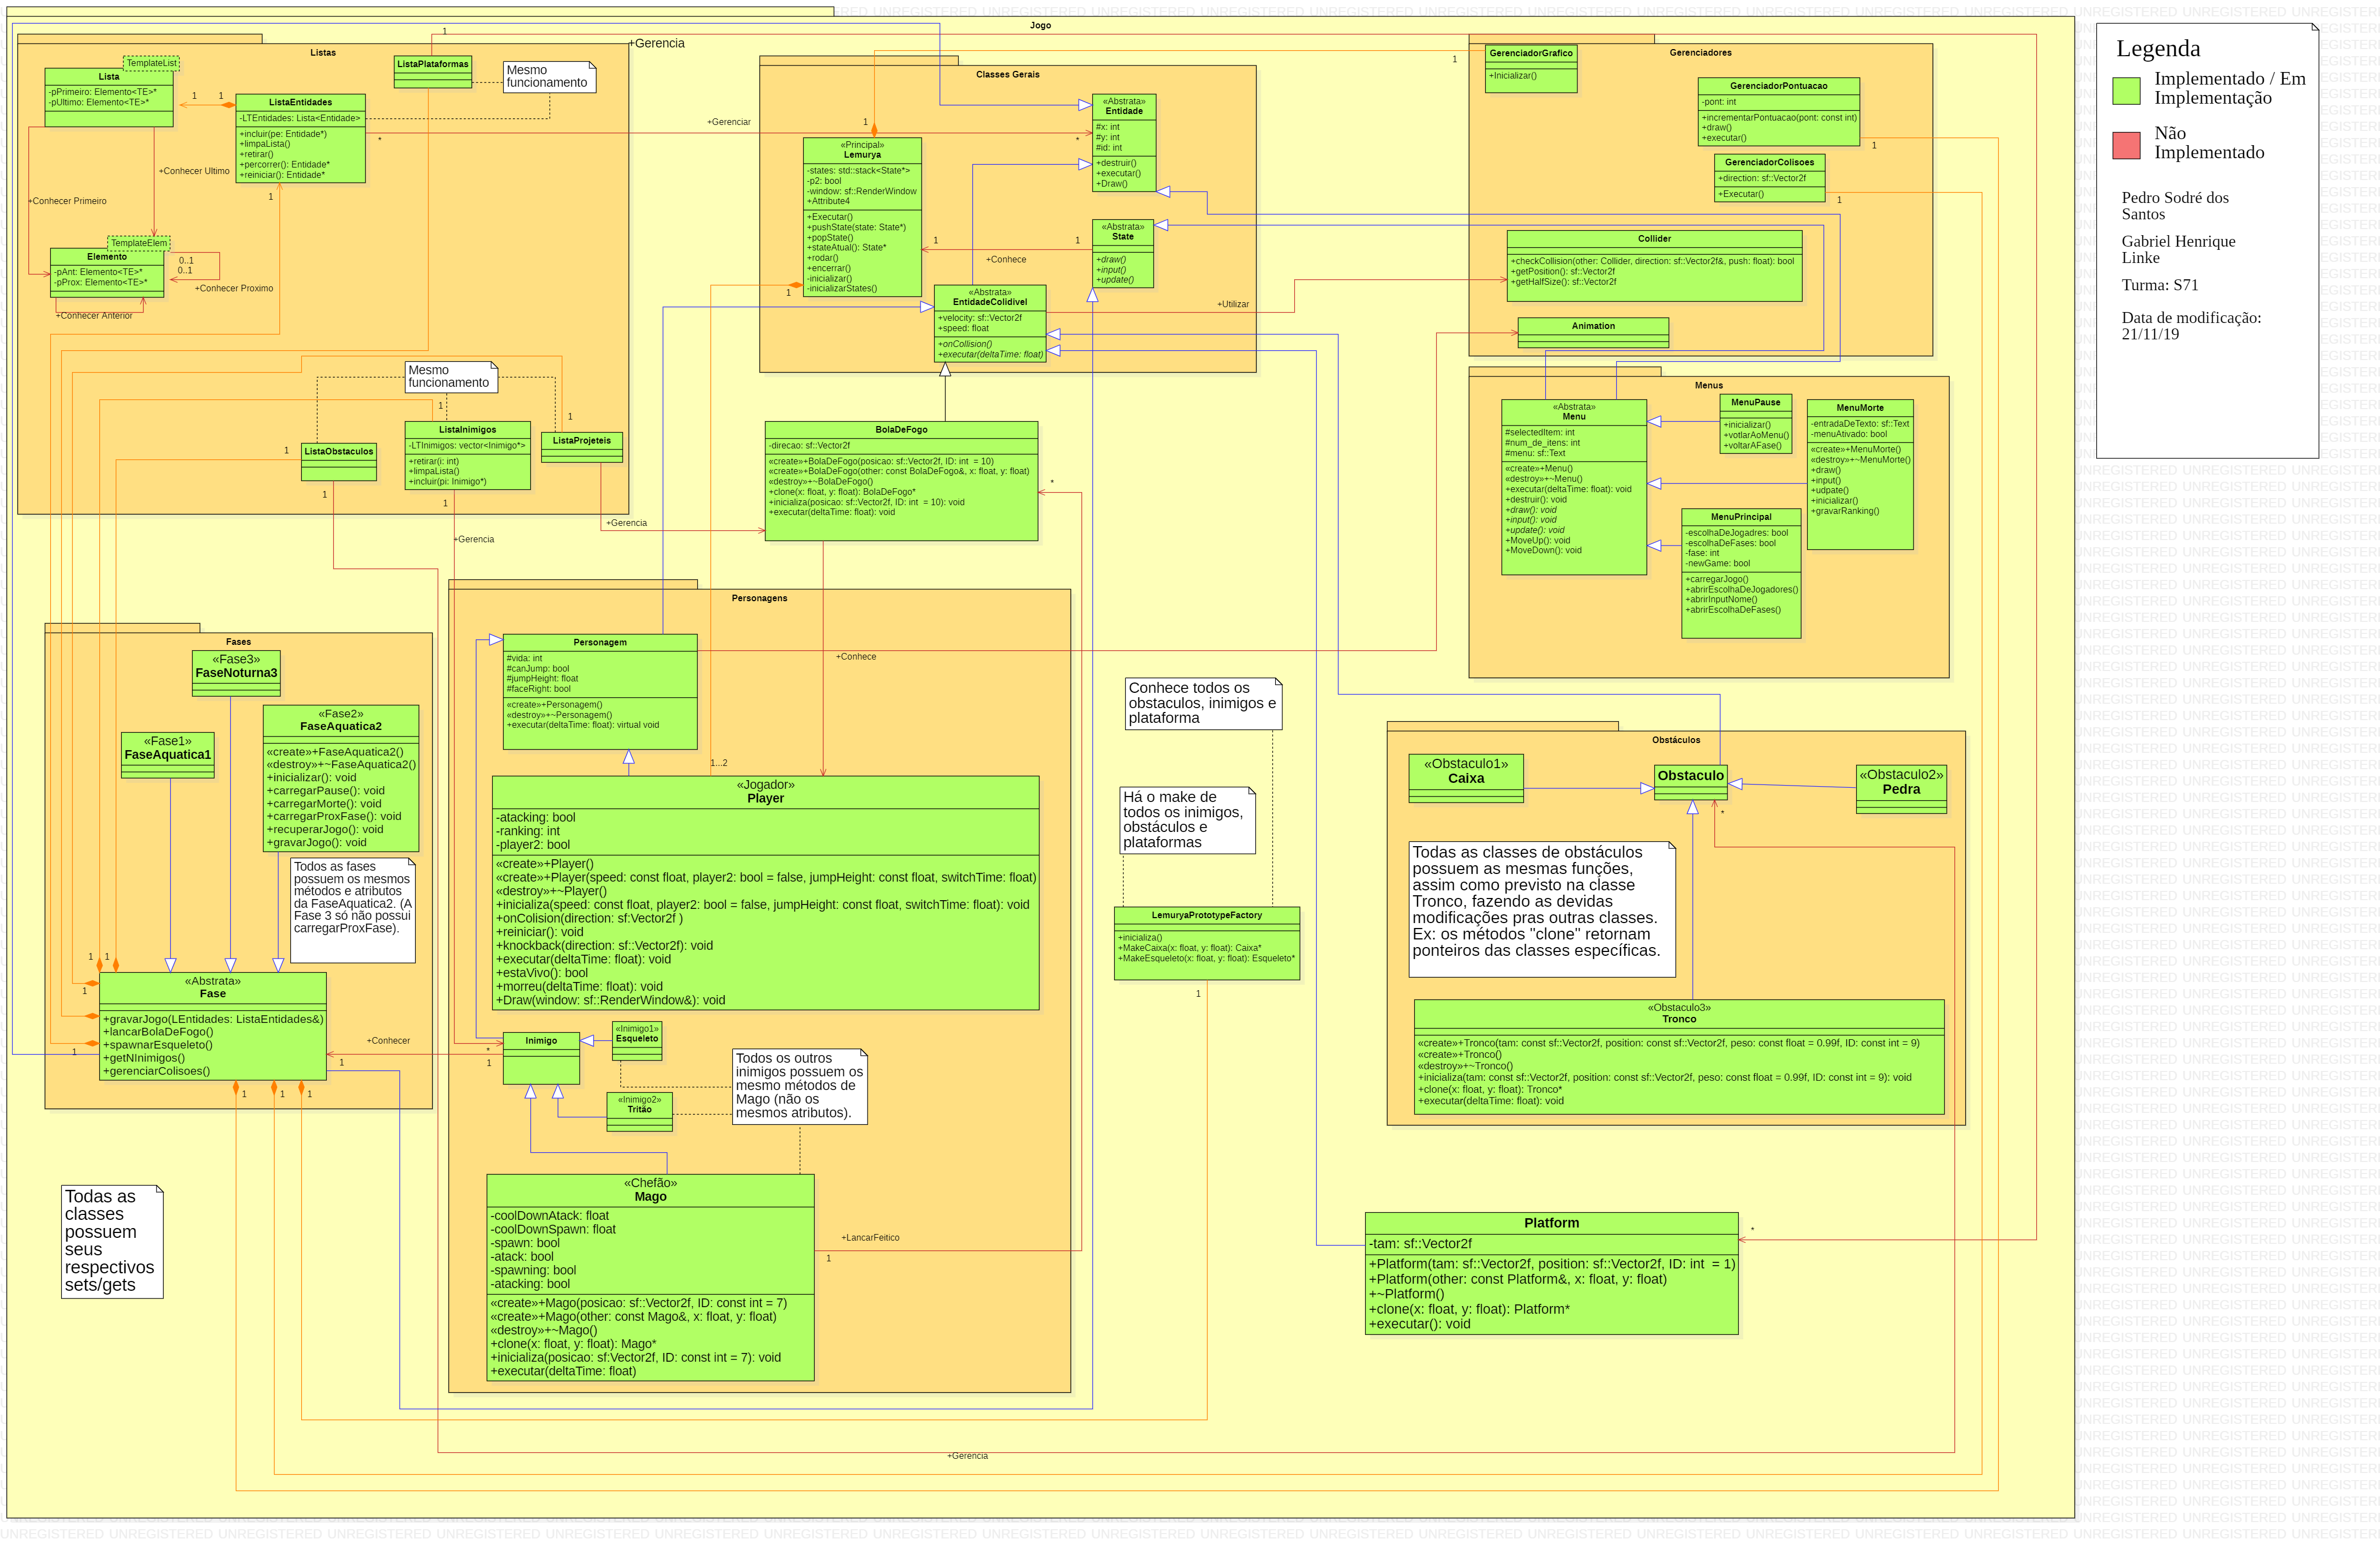 Jogo
Listas
TemplateList
Lista
-pPrimeiro: Elemento<TE>*
-pUltimo: Elemento<TE>*
1
1
ListaEntidades
-LTEntidades: Lista<Entidade>
+incluir(pe: Entidade*)
+limpaLista()
+retirar()
+percorrer(): Entidade*
+reiniciar(): Entidade*
1
ListaPlataformas
Mesmo
funcionamento
+Gerencia
1
*
+Conhecer Ultimo
+Conhecer Primeiro
TemplateElem
Elemento
-pAnt: Elemento<TE>*
-pProx: Elemento<TE>*
0..1
0..1
+Conhecer Proximo
+Conhecer Anterior
Mesmo
funcionamento
1
1
1
ListaObstaculos
1
ListaInimigos
-LTInimigos: vector<Inimigo*>
+retirar(i: int)
+limpaLista()
+incluir(pi: Inimigo*)
1
ListaProjeteis
+Gerencia
+Gerencia
Classes Gerais
+Gerenciar
*
1
«Principal»
Lemurya
-states: std::stack<State*>
-p2: bool
-window: sf::RenderWindow
+Attribute4
+Executar()
+pushState(state: State*)
+popState()
+stateAtual(): State*
+rodar()
+encerrar()
-inicializar()
-inicializarStates()
1
«Abstrata»
Entidade
#x: int
#y: int
#id: int
+destruir()
+executar()
+Draw()
«Abstrata»
State
+draw()
+input()
+update()
1
1
+Conhece
«Abstrata»
EntidadeColidivel
+velocity: sf::Vector2f
+speed: float
+onCollision()
+executar(deltaTime: float)
+Utilizar
BolaDeFogo
-direcao: sf::Vector2f
«create»+BolaDeFogo(posicao: sf::Vector2f, ID: int  = 10)
«create»+BolaDeFogo(other: const BolaDeFogo&, x: float, y: float)
«destroy»+~BolaDeFogo()
+clone(x: float, y: float): BolaDeFogo*
+inicializa(posicao: sf::Vector2f, ID: int  = 10): void
+executar(deltaTime: float): void
*
Gerenciadores
1
GerenciadorGrafico
+Inicializar()
GerenciadorPontuacao
-pont: int
+incrementarPontuacao(pont: const int)
+draw()
+executar()
1
GerenciadorColisoes
+direction: sf::Vector2f
+Executar()
1
Collider
+checkCollision(other: Collider, direction: sf::Vector2f&, push: float): bool
+getPosition(): sf::Vector2f
+getHalfSize(): sf::Vector2f
Animation
Menus
«Abstrata»
Menu
#selectedItem: int
#num_de_itens: int
#menu: sf::Text
«create»+Menu()
«destroy»+~Menu()
+executar(deltaTime: float): void
+destruir(): void
+draw(): void
+input(): void
+update(): void
+MoveUp(): void
+MoveDown(): void
MenuPause
+inicializar()
+votlarAoMenu()
+voltarAFase()
MenuMorte
-entradaDeTexto: sf::Text
-menuAtivado: bool
«create»+MenuMorte()
«destroy»+~MenuMorte()
+draw()
+input()
+udpate()
+inicializar()
+gravarRanking()
MenuPrincipal
-escolhaDeJogadres: bool
-escolhaDeFases: bool
-fase: int
-newGame: bool
+carregarJogo()
+abrirEscolhaDeJogadores()
+abrirInputNome()
+abrirEscolhaDeFases()
Legenda
Implementado / Em
Implementação
Não
Implementado
Pedro Sodré dos
Santos
Gabriel Henrique
Linke
Turma: S71
Data de modificação:
21/11/19
Fases
«Fase3»
FaseNoturna3
«Fase1»
FaseAquatica1
«Fase2»
FaseAquatica2
«create»+FaseAquatica2()
«destroy»+~FaseAquatica2()
+inicializar(): void
+carregarPause(): void
+carregarMorte(): void
+carregarProxFase(): void
+recuperarJogo(): void
+gravarJogo(): void
Todos as fases
possuem os mesmos
métodos e atributos
da FaseAquatica2. (A
Fase 3 só não possui
carregarProxFase).
1
1
1
1
«Abstrata»
Fase
+gravarJogo(LEntidades: ListaEntidades&)
+lancarBolaDeFogo()
+spawnarEsqueleto()
+getNInimigos()
+gerenciarColisoes()
1
1
1
1
+Conhecer
Personagens
Personagem
#vida: int
#canJump: bool
#jumpHeight: float
#faceRight: bool
«create»+Personagem()
«destroy»+~Personagem()
+executar(deltaTime: float): virtual void
+Conhece
1...2
«Jogador»
Player
-atacking: bool
-ranking: int
-player2: bool
«create»+Player()
«create»+Player(speed: const float, player2: bool = false, jumpHeight: const float, switchTime: float)
«destroy»+~Player()
+inicializa(speed: const float, player2: bool = false, jumpHeight: const float, switchTime: float): void
+onColision(direction: sf:Vector2f )
+reiniciar(): void
+knockback(direction: sf::Vector2f): void
+executar(deltaTime: float): void
+estaVivo(): bool
+morreu(deltaTime: float): void
+Draw(window: sf::RenderWindow&): void
*
1
Inimigo
«Inimigo1»
Esqueleto
«Inimigo2»
Tritão
Todos os outros
inimigos possuem os
mesmo métodos de
Mago (não os
mesmos atributos).
«Chefão»
Mago
-coolDownAtack: float
-coolDownSpawn: float
-spawn: bool
-atack: bool
-spawning: bool
-atacking: bool
«create»+Mago(posicao: sf::Vector2f, ID: const int = 7)
«create»+Mago(other: const Mago&, x: float, y: float)
«destroy»+~Mago()
+clone(x: float, y: float): Mago*
+inicializa(posicao: sf:Vector2f, ID: const int = 7): void
+executar(deltaTime: float)
+LancarFeitico
1
Conhece todos os
obstaculos, inimigos e
plataforma
Há o make de
todos os inimigos,
obstáculos e
plataformas
LemuryaPrototypeFactory
+inicializa()
+MakeCaixa(x: float, y: float): Caixa*
+MakeEsqueleto(x: float, y: float): Esqueleto*
1
Obstáculos
«Obstaculo1»
Caixa
Obstaculo
«Obstaculo2»
Pedra
*
Todas as classes de obstáculos
possuem as mesmas funções,
assim como previsto na classe
Tronco, fazendo as devidas
modificações pras outras classes.
Ex: os métodos "clone" retornam
ponteiros das classes específicas.
«Obstaculo3»
Tronco
«create»+Tronco(tam: const sf::Vector2f, position: const sf::Vector2f, peso: const float = 0.99f, ID: const int = 9)
«create»+Tronco()
«destroy»+~Tronco()
+inicializa(tam: const sf::Vector2f, position: const sf::Vector2f, peso: const float = 0.99f, ID: const int = 9): void
+clone(x: float, y: float): Tronco*
+executar(deltaTime: float): void
Platform
-tam: sf::Vector2f
+Platform(tam: sf::Vector2f, position: sf::Vector2f, ID: int  = 1)
+Platform(other: const Platform&, x: float, y: float)
+~Platform()
+clone(x: float, y: float): Platform*
+executar(): void
*
Todas as
classes
possuem
seus
respectivos
sets/gets
+Gerencia
UNREGISTERED UNREGISTERED UNREGISTERED UNREGISTERED